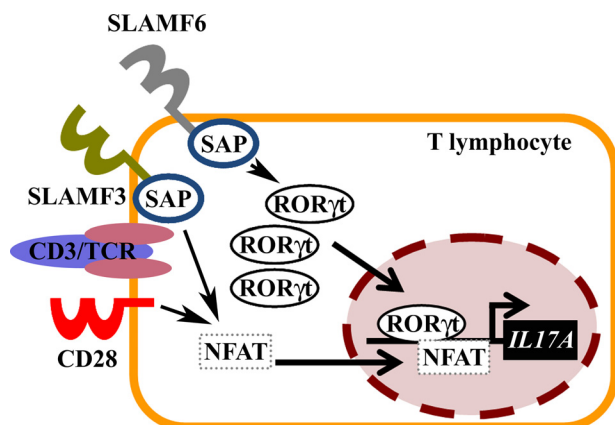 SLAMF6
SAP
T lymphocyte
SLAMF3
SAP
RORγt
CD3/TCR
RORγt
RORγt
RORγt
IL17A
CD28
NFAT
NFAT